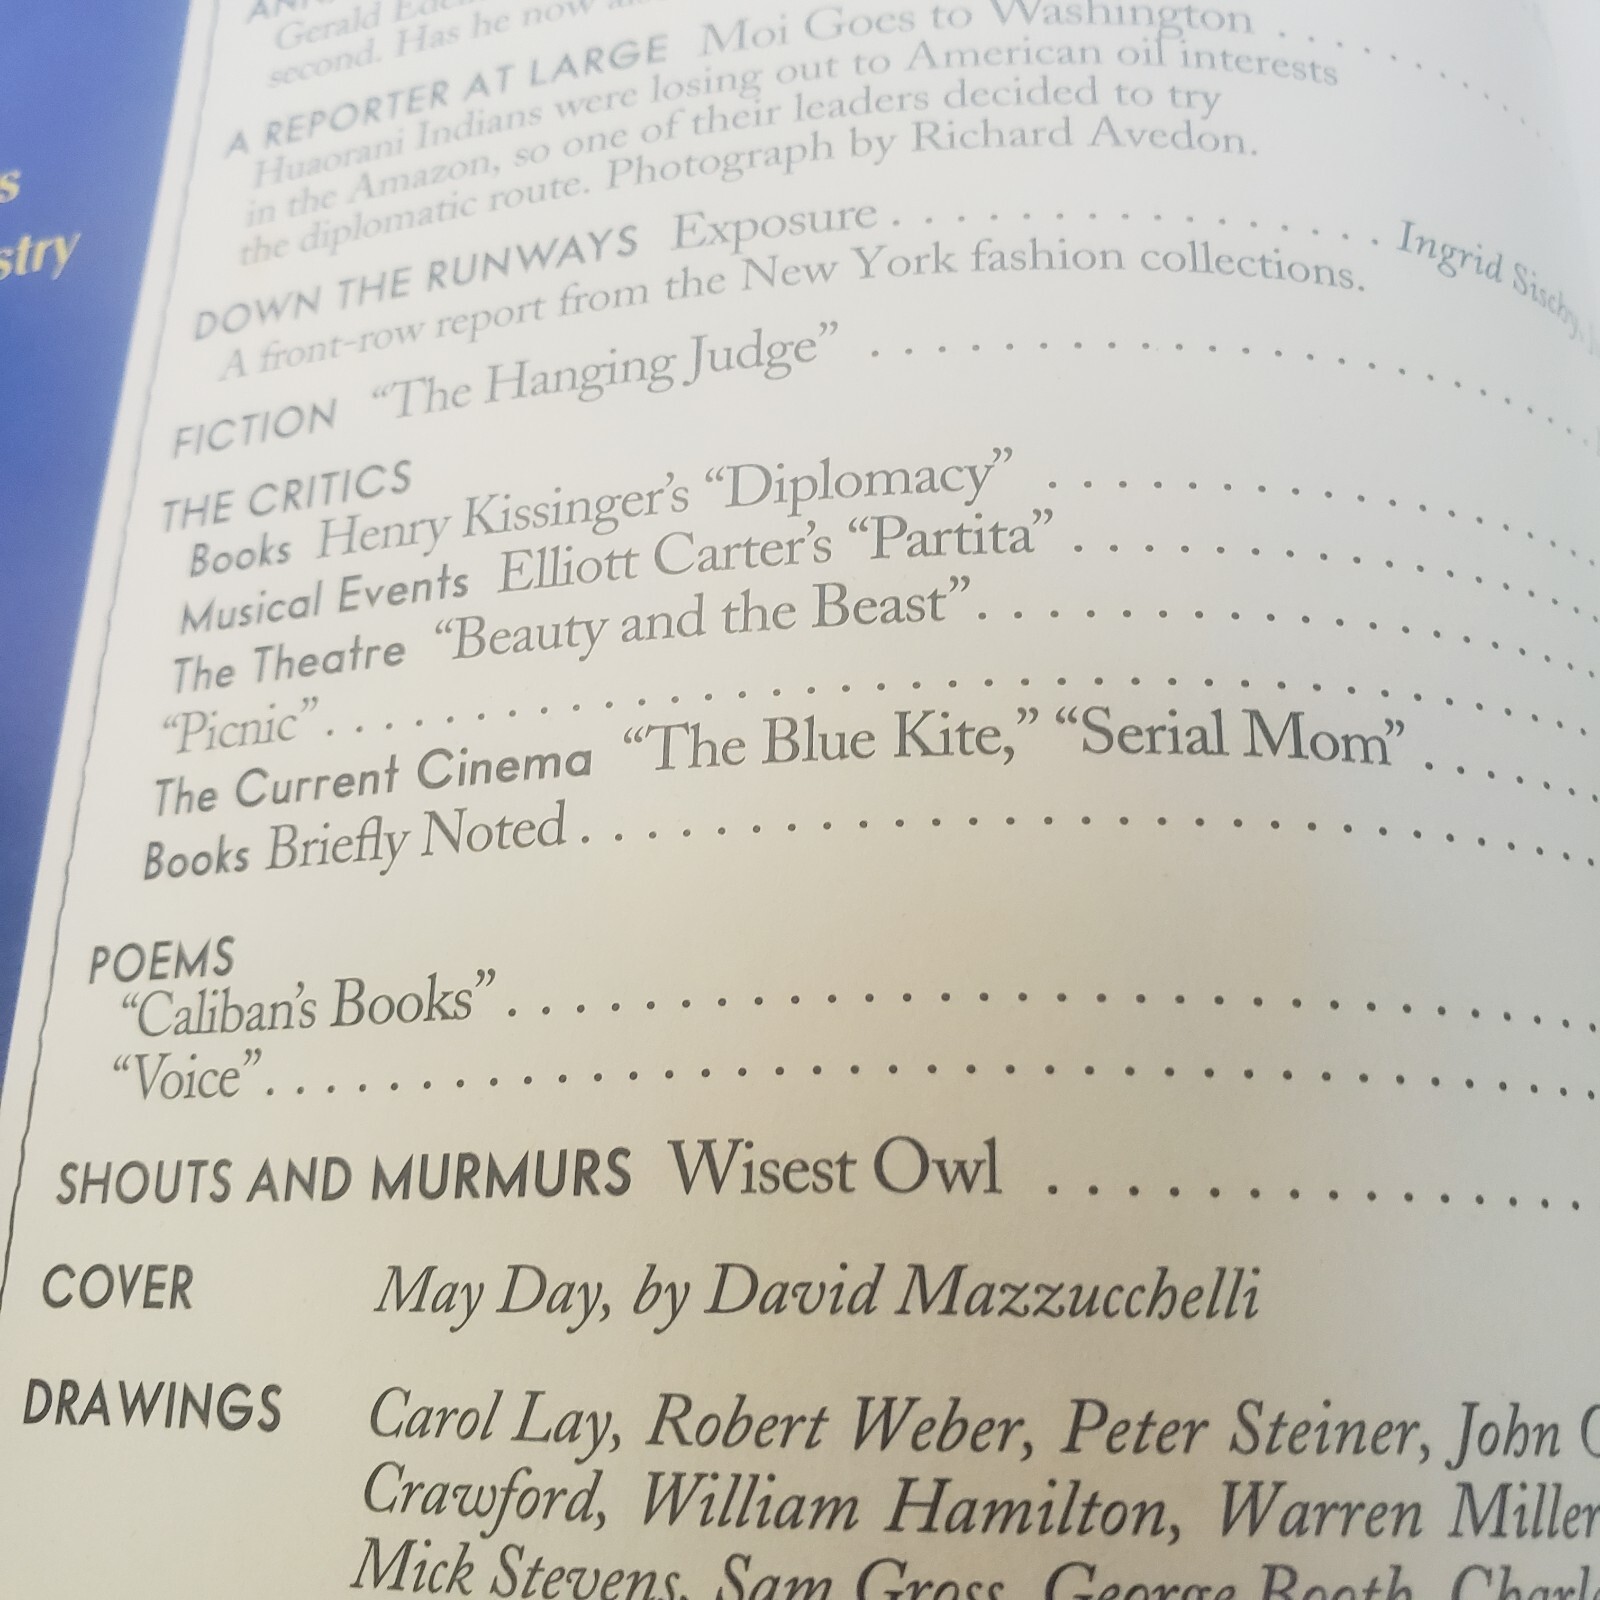 s
stry
Gerald
second. Has he now
A REPORTER AT LARGE Moi Goes to Washington . . . . . . . . . . .
Huaorani Indians were losing out to American oil interests
in the Amazon, so one of their leaders decided to try
the diplomatic route. Photograph by Richard Avedon.
DOWN THE RUNWAYS Exposure . . . . . . . . . . . . . . . Ingrid Sischy,
A front-row report from the New York fashion collections.
FICTION “The Hanging Judge” . . . . . . . . . . . . . . . . . . . .
THE CRITICS
Books Henry Kissinger’s “Diplomacy” . . . . . . . . . . . . . . .
Musical Events Elliott Carter’s “Partita” . . . . . . . . . . . . . . .
The Theatre “Beauty and the Beast” . . . . . . . . . . . . . . . . .
“Picnic” . . . . . . . . . . . . . . . . . . . . . . . . . . . . . . . . . . .
The Current Cinema “The Blue Kite,” “Serial Mom” . . . . . .
Books Briefly Noted . . . . . . . . . . . . . . . . . . . . . . . . . . . .
POEMS
“Caliban’s Books” . . . . . . . . . . . . . . . . . . . . . . . . . . . . .
“Voice” . . . . . . . . . . . . . . . . . . . . . . . . . . . . . . . . . . . .
SHOUTS AND MURMURS Wisest Owl . . . . . . . . . . . . . .
COVER May Day, by David Mazzucchelli
DRAWINGS Carol Lay, Robert Weber, Peter Steiner, John
Crawford, William Hamilton, Warren Miller
Mick Stevens, Sam Gross, George Booth,